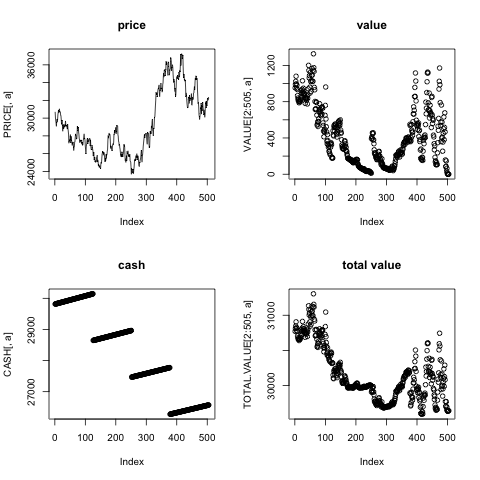 price
PRICE[, a]
24000 30000 36000
0 100 200 300 400 500
Index
value
VALUE[2:505, a]
0 400 800 1200
0 100 200 300 400 500
Index
cash
CASH[, a]
27000 29000
0 100 200 300 400 500
Index
total value
TOTAL.VALUE[2:505, a]
30000 31000
0 100 200 300 400 500
Index